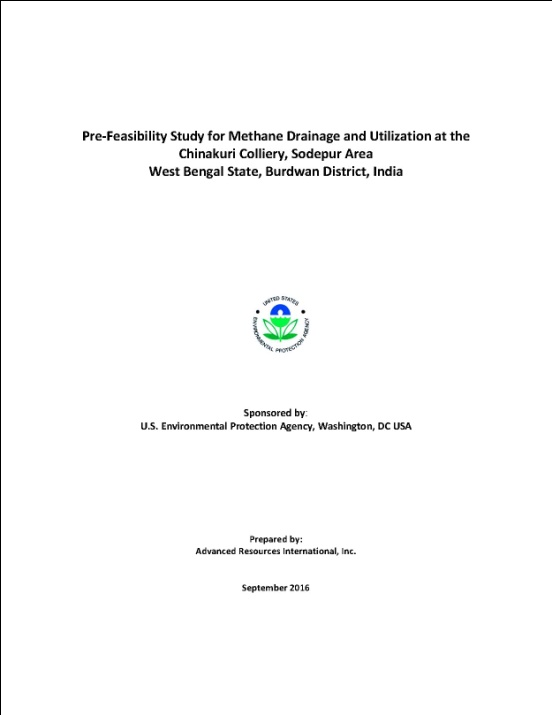 Pre-Feasibility Study for Methane Drainage and Utilization at the
Chinakuri Colliery, Sodepur Area
West Bengal State, Burdwan District, India
UNITED STATES
ENVIRONMENTAL PROTECTION AGENCY
Sponsored by:
U.S. Environmental Protection Agency, Washington, DC USA
Prepared by:
Advanced Resources International, Inc.
September 2016